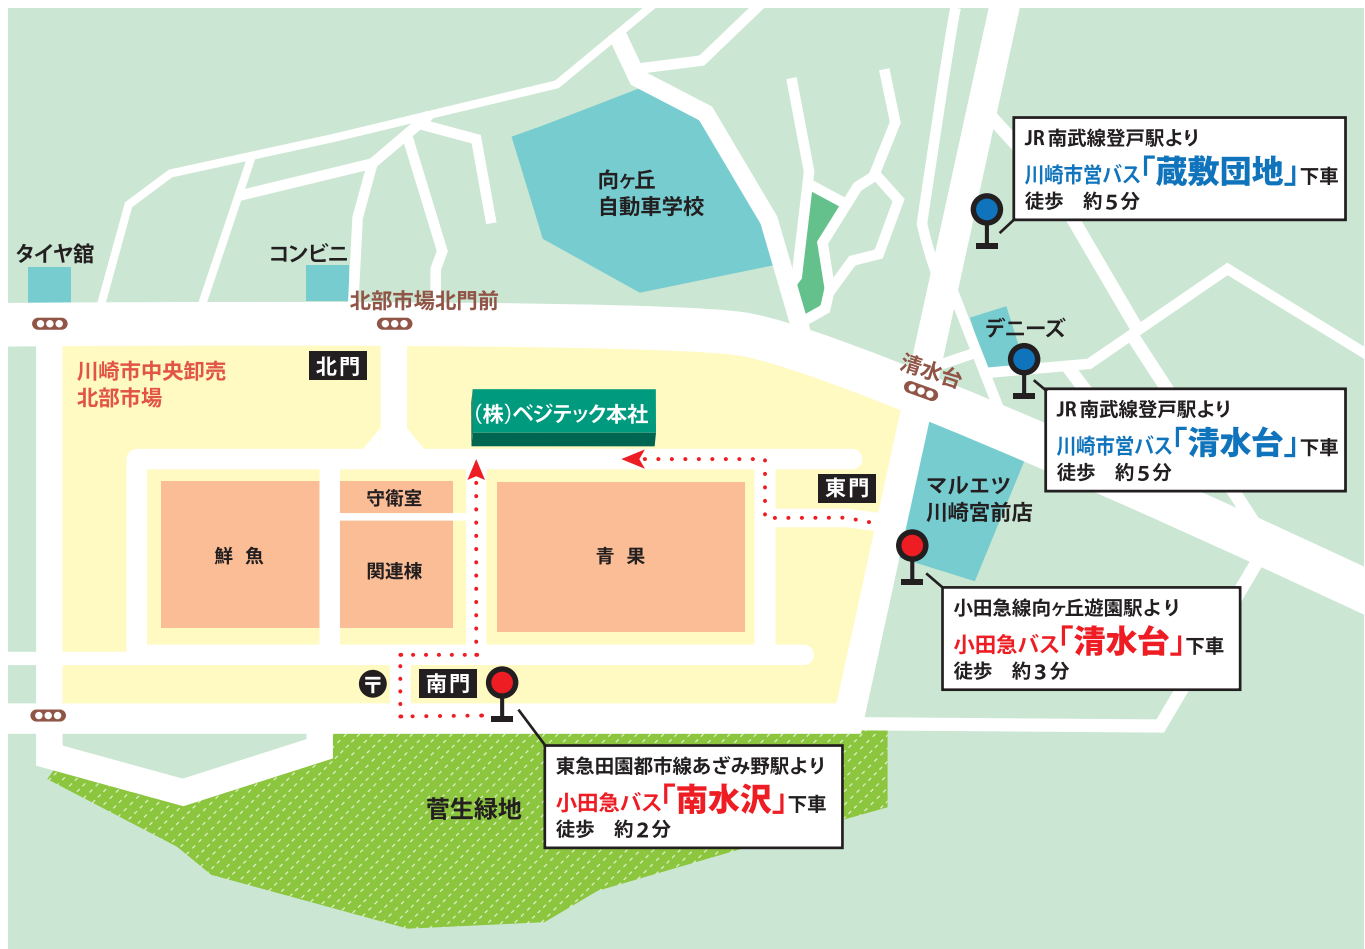 JR南武線登戸駅より
川崎市営バス「蔵敷団地」下車
徒歩　約5分
向ヶ丘
自動車学校
タイヤ舘
コンビニ
北部市場北門前
デニーズ
川崎市中央卸売
北部市場
北門
清水台
(株)ベジテック本社
JR南武線登戸駅より
川崎市営バス「清水台」下車
徒歩　約5分
東門
マルエツ
川崎宮前店
守衛室
鮮魚
関連棟
青果
小田急線向ヶ丘遊園駅より
小田急バス「清水台」下車
徒歩　約3分
〒
南門
東急田園都市線あざみ野駅より
小田急バス「南水沢」下車
徒歩　約2分
菅生緑地